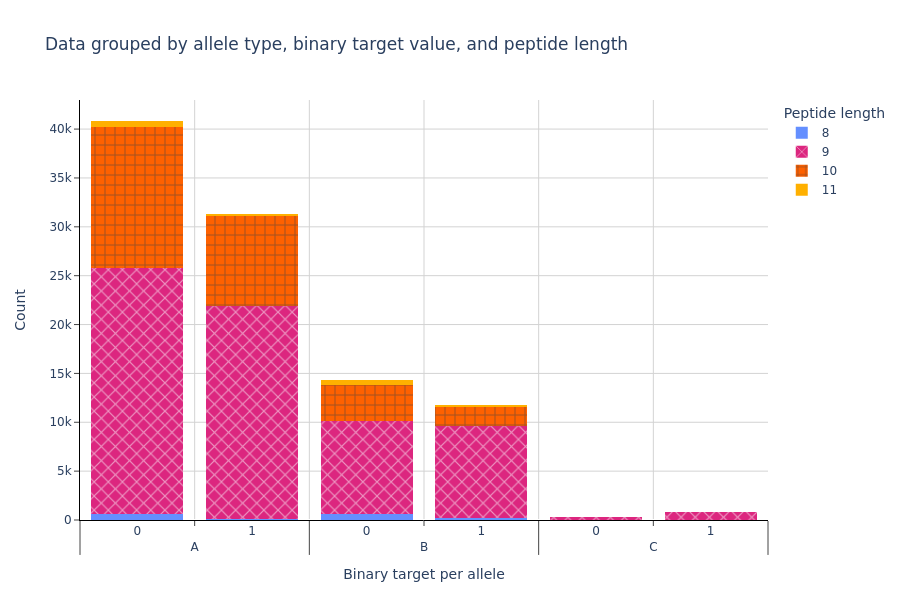 Data grouped by allele type, binary target value, and peptide length
Peptide length
8
9
10
11
40k
35k
30k
25k
20k
15k
10k
5k
0
Count
0 1 0 1 0 1
A B C
Binary target per allele